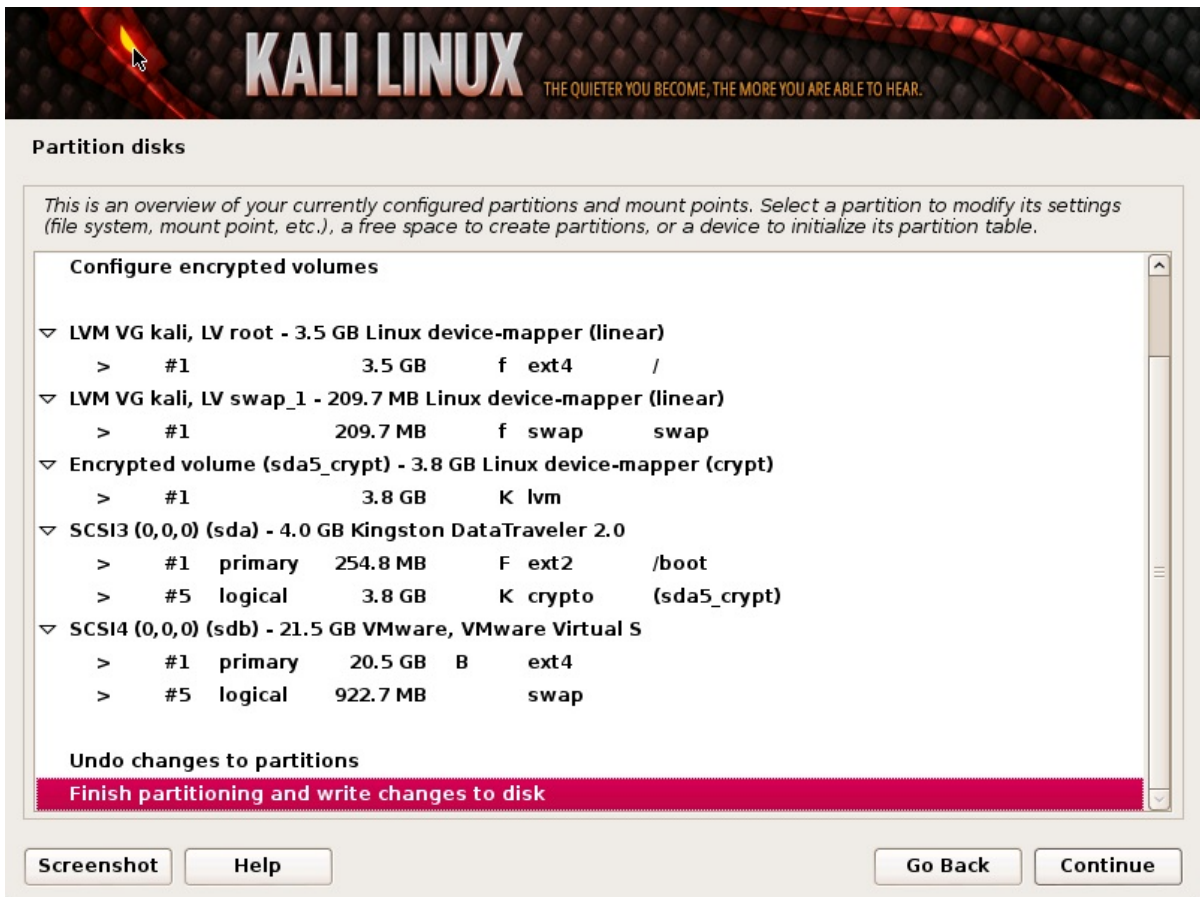 KALI LINUX THE QUIETER YOU BECOME, THE MORE YOU ARE ABLE TO HEAR.
Partition disks
This is an overview of your currently configured partitions and mount points. Select a partition to modify its settings
(file system, mount point, etc.), a free space to create partitions, or a device to initialize its partition table.
Configure encrypted volumes
LVM VG kali, LV root - 3.5 GB Linux device-mapper (linear)
> #1 3.5 GB f ext4 /
LVM VG kali, LV swap_1 - 209.7 MB Linux device-mapper (linear)
> #1 209.7 MB f swap swap
Encrypted volume (sda5_crypt) - 3.8 GB Linux device-mapper (crypt)
> #1 3.8 GB K lvm
SCSI3 (0,0,0) (sda) - 4.0 GB Kingston DataTraveler 2.0
> #1 primary 254.8 MB F ext2 /boot
> #5 logical 3.8 GB K crypto (sda5_crypt)
SCSI4 (0,0,0) (sdb) - 21.5 GB VMware, VMware Virtual S
> #1 primary 20.5 GB B ext4
> #5 logical 922.7 MB swap
Undo changes to partitions
Finish partitioning and write changes to disk
Screenshot Help Go Back Continue